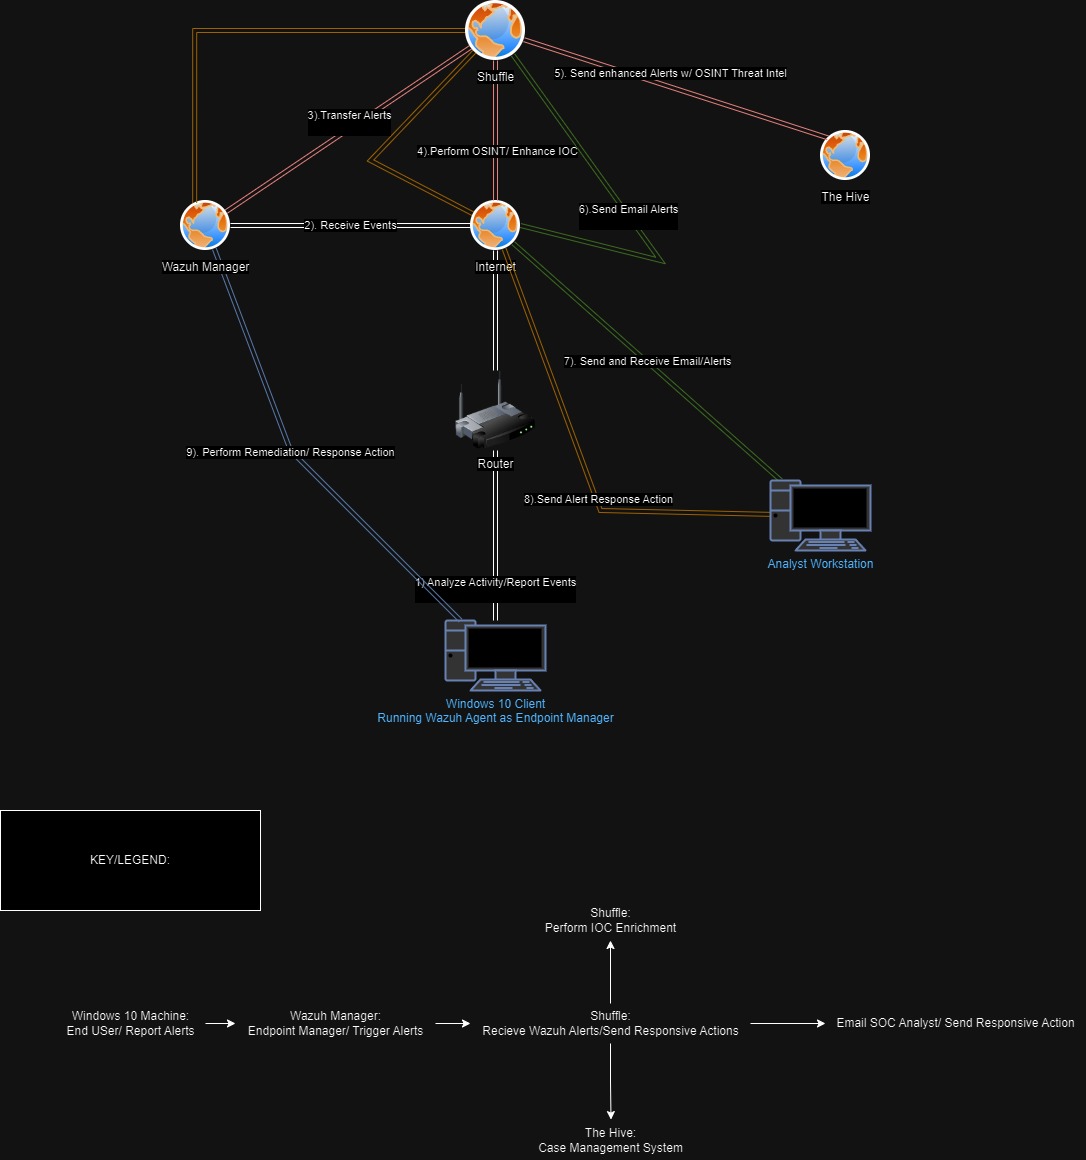 Shuffle
5). Send enhanced Alerts w/ OSINT Threat Intel
3).Transfer Alerts
4).Perform OSINT/ Enhance IOC
The Hive
6).Send Email Alerts
2). Receive Events
Wazuh Manager
Internet
7). Send and Receive Email/Alerts
9). Perform Remediation/ Response Action
Router
8).Send Alert Response Action
Analyst Workstation
1) Analyze Activity/Report Events
Windows 10 Client
Running Wazuh Agent as Endpoint Manager
KEY/LEGEND:
Shuffle:
Perform IOC Enrichment
Windows 10 Machine:
End USer/ Report Alerts
Wazuh Manager:
Endpoint Manager/ Trigger Alerts
Shuffle:
Recieve Wazuh Alerts/Send Responsive Actions
Email SOC Analyst/ Send Responsive Action
The Hive:
Case Management System